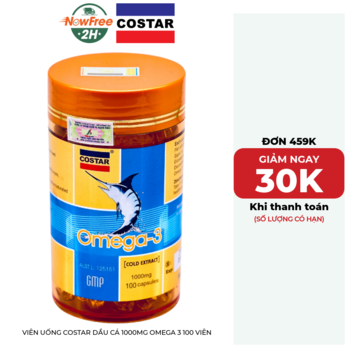 NowFree
2H
COSTAR
ĐƠN 459K
GIẢM NGAY
30K
Khi thanh toán
(SỐ LƯỢNG CÓ HẠN)
COSTAR
Omega-3
[COLD EXTRACT]
1000mg
100 capsules
GMP
VIÊN UỐNG COSTAR DẦU CÁ 1000MG OMEGA 3 100 VIÊN